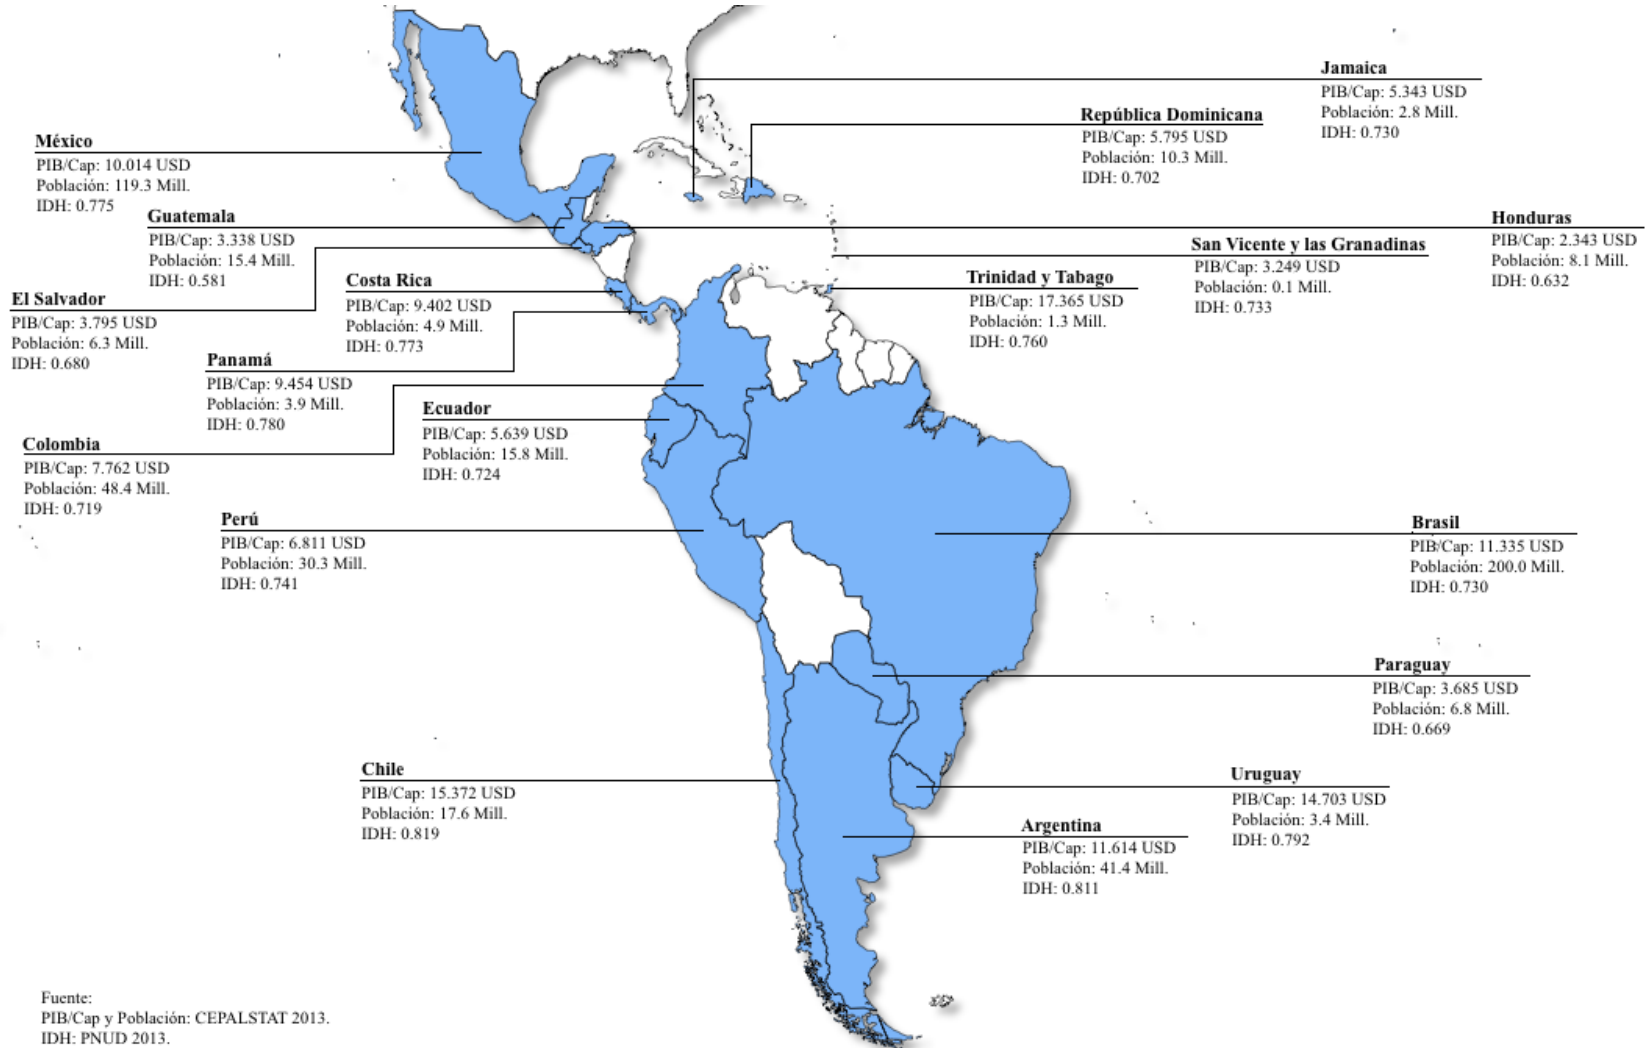 Jamaica
PIB/Cap: 5.343 USD
Población: 2.8 Mill.
IDH: 0.730
República Dominicana
PIB/Cap: 5.795 USD
Población: 10.3 Mill.
IDH: 0.702
México
PIB/Cap: 10.014 USD
Población: 119.3 Mill.
IDH: 0.775
Guatemala
PIB/Cap: 3.338 USD
Población: 15.4 Mill.
IDH: 0.581
Honduras
PIB/Cap: 2.343 USD
Población: 8.1 Mill.
IDH: 0.632
San Vicente y las Granadinas
PIB/Cap: 3.249 USD
Población: 0.1 Mill.
IDH: 0.733
Trinidad y Tabago
PIB/Cap: 17.365 USD
Población: 1.3 Mill.
IDH: 0.760
Costa Rica
PIB/Cap: 9.402 USD
Población: 4.9 Mill.
IDH: 0.773
El Salvador
PIB/Cap: 3.795 USD
Población: 6.3 Mill.
IDH: 0.680
Panamá
PIB/Cap: 9.454 USD
Población: 3.9 Mill.
IDH: 0.780
Ecuador
PIB/Cap: 5.639 USD
Población: 15.8 Mill.
IDH: 0.724
Colombia
PIB/Cap: 7.762 USD
Población: 48.4 Mill.
IDH: 0.719
Perú
PIB/Cap: 6.811 USD
Población: 30.3 Mill.
IDH: 0.741
Brasil
PIB/Cap: 11.335 USD
Población: 200.0 Mill.
IDH: 0.730
Paraguay
PIB/Cap: 3.685 USD
Población: 6.8 Mill.
IDH: 0.669
Chile
PIB/Cap: 15.372 USD
Población: 17.6 Mill.
IDH: 0.819
Uruguay
PIB/Cap: 14.703 USD
Población: 3.4 Mill.
IDH: 0.792
Argentina
PIB/Cap: 11.614 USD
Población: 41.4 Mill.
IDH: 0.811
Fuente:
PIB/Cap y Población: CEPALSTAT 2013.
IDH: PNUD 2013.